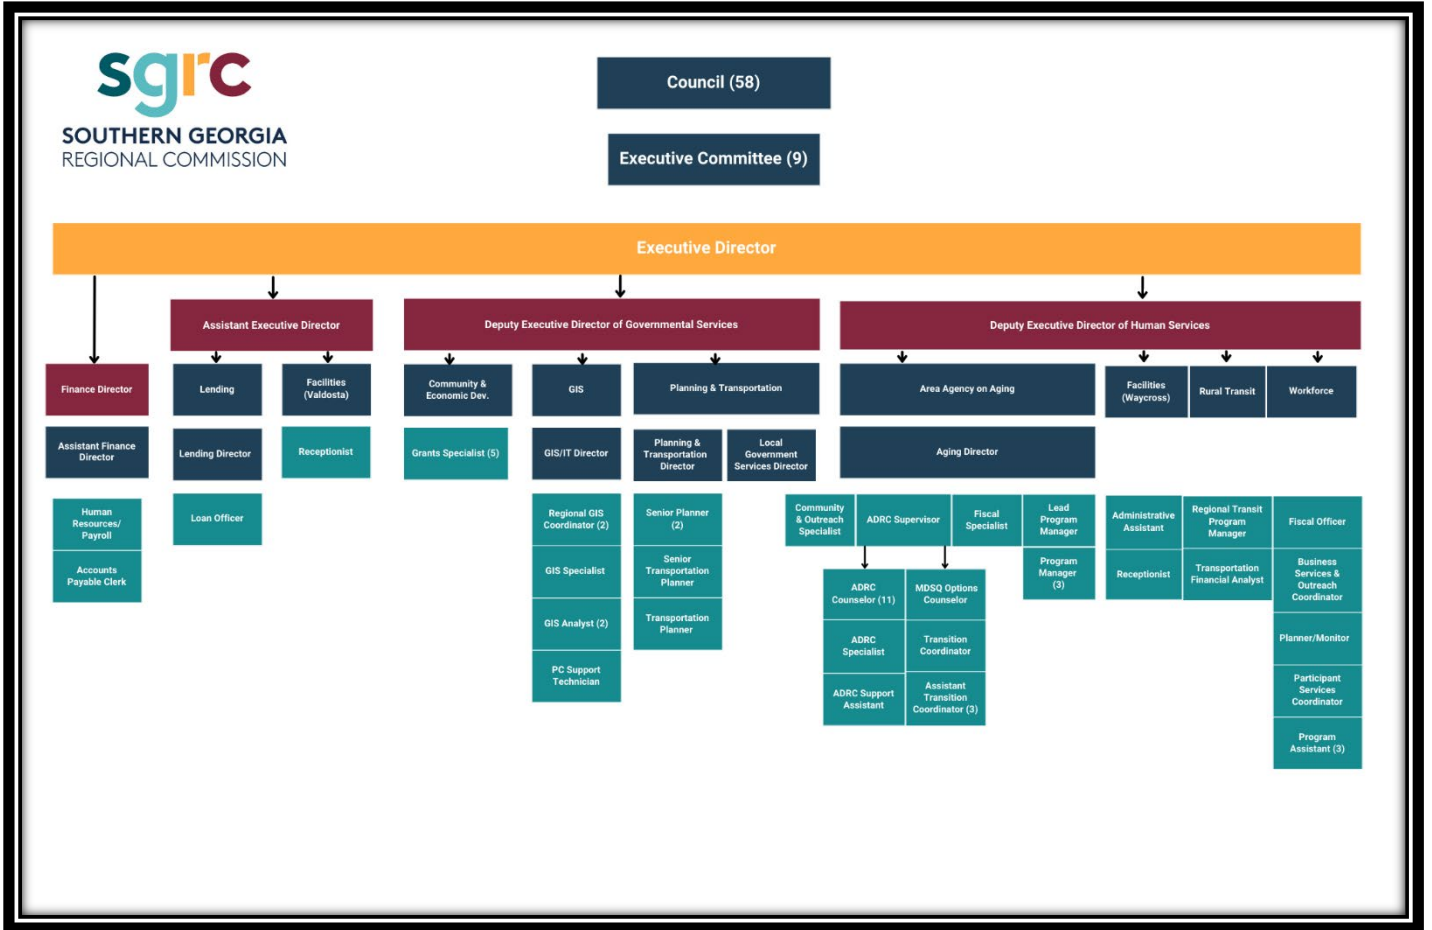 sgrc
SOUTHERN GEORGIA
REGIONAL COMMISSION
Council (58)
Executive Committee (9)
Executive Director
Assistant Executive Director
Deputy Executive Director of Governmental Services
Deputy Executive Director of Human Services
Finance Director
Lending
Facilities
(Valdosta)
Community &
Economic Dev.
GIS
Planning & Transportation
Area Agency on Aging
Facilities
(Waycross)
Rural Transit
Workforce
Assistant Finance
Director
Lending Director
Receptionist
Grants Specialist (5)
GIS/IT Director
Planning &
Transportation
Director
Local
Government
Services Director
Aging Director
Human
Resources/
Payroll
Accounts
Payable Clerk
Loan Officer
Regional GIS
Coordinator (2)
GIS Specialist
GIS Analyst (2)
PC Support
Technician
Senior Planner
(2)
Senior
Transportation
Planner
Transportation
Planner
Community
& Outreach
Specialist
ADRC Supervisor
Fiscal
Specialist
Lead
Program
Manager
Program
Manager
(3)
ADRC
Counselor (11)
ADRC
Specialist
ADRC Support
Assistant
MDSQ Options
Counselor
Transition
Coordinator
Assistant
Transition
Coordinator (3)
Administrative
Assistant
Receptionist
Regional Transit
Program
Manager
Transportation
Financial Analyst
Fiscal Officer
Business
Services &
Outreach
Coordinator
Planner/Monitor
Participant
Services
Coordinator
Program
Assistant (3)